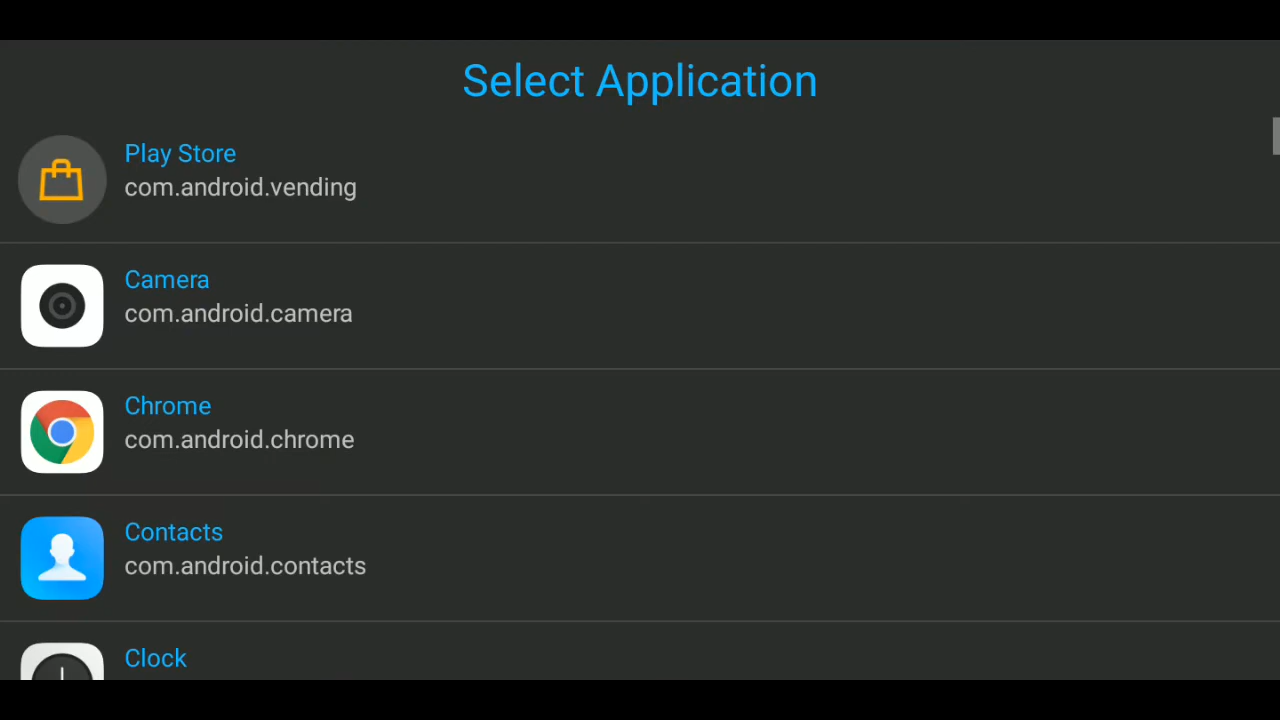 Select Application
Play Store
com.android.vending
Camera
com.android.camera
Chrome
com.android.chrome
Contacts
com.android.contacts
Clock